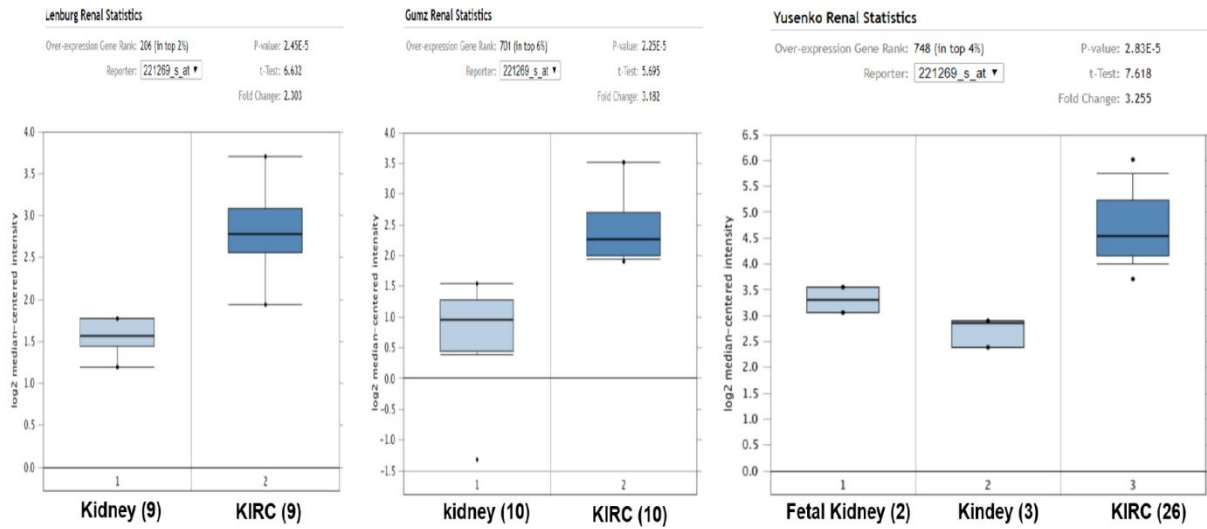 Lenburg Renal Statistics
Over-expression Gene Rank: 206 (in top 2%)
P-value: 2.45E-5
Reporter: 221269_s_at ▼
t-Test: 6.632
Fold Change: 2.303
4.0
3.5
3.0
2.5
2.0
1.5
1.0
0.5
0.0
log2 median-centered intensity
1
2
Kidney (9)
KIRC (9)
Gumz Renal Statistics
Over-expression Gene Rank: 701 (in top 6%)
P-value: 2.25E-5
Reporter: 221269_s_at ▼
t-Test: 5.695
Fold Change: 3.182
4.0
3.5
3.0
2.5
2.0
1.5
1.0
0.5
0.0
-0.5
-1.0
-1.5
log2 median-centered intensity
1
2
kidney (10)
KIRC (10)
Yusenko Renal Statistics
Over-expression Gene Rank: 748 (in top 4%)
P-value: 2.83E-5
Reporter: 221269_s_at ▼
t-Test: 7.618
Fold Change: 3.255
6.5
6.0
5.5
5.0
4.5
4.0
3.5
3.0
2.5
2.0
1.5
1.0
0.5
0.0
log2 median-centered intensity
1
2
3
Fetal Kidney (2)
Kindey (3)
KIRC (26)